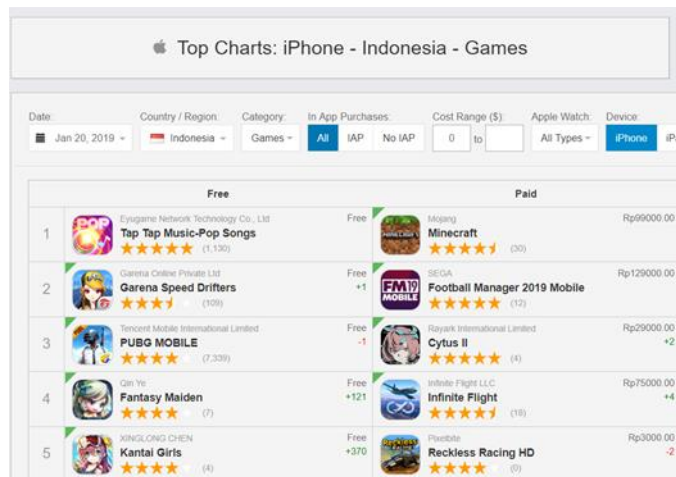 Top Charts: iPhone - Indonesia - Games
Date: Country / Region: Category: In App Purchases: Cost Range ($): Apple Watch: Device:
Jan 20, 2019 Indonesia Games All IAP No IAP 0 to All Types iPhone iP
Free Paid
1
Eyugame Network Technology Co., Ltd Free
Tap Tap Music-Pop Songs
(1,130)
Mojang Rp99000.00
Minecraft
(30)
2
Garena Online Private Ltd Free
Garena Speed Drifters +1
(109)
SEGA Rp129000.00
Football Manager 2019 Mobile
(12)
3
Tencent Mobile International Limited Free
PUBG MOBILE -1
(7,339)
Rayark International Limited Rp29000.00
Cytus II +2
(4)
4
Qin Ye Free
Fantasy Maiden +121
(7)
Infinite Flight LLC Rp75000.00
Infinite Flight +4
(18)
5
XINGLONG CHEN Free
Kantai Girls +370
(4)
Pixelbite Rp3000.00
Reckless Racing HD -2
(0)
POP
FM19
MOBILE
Reckless